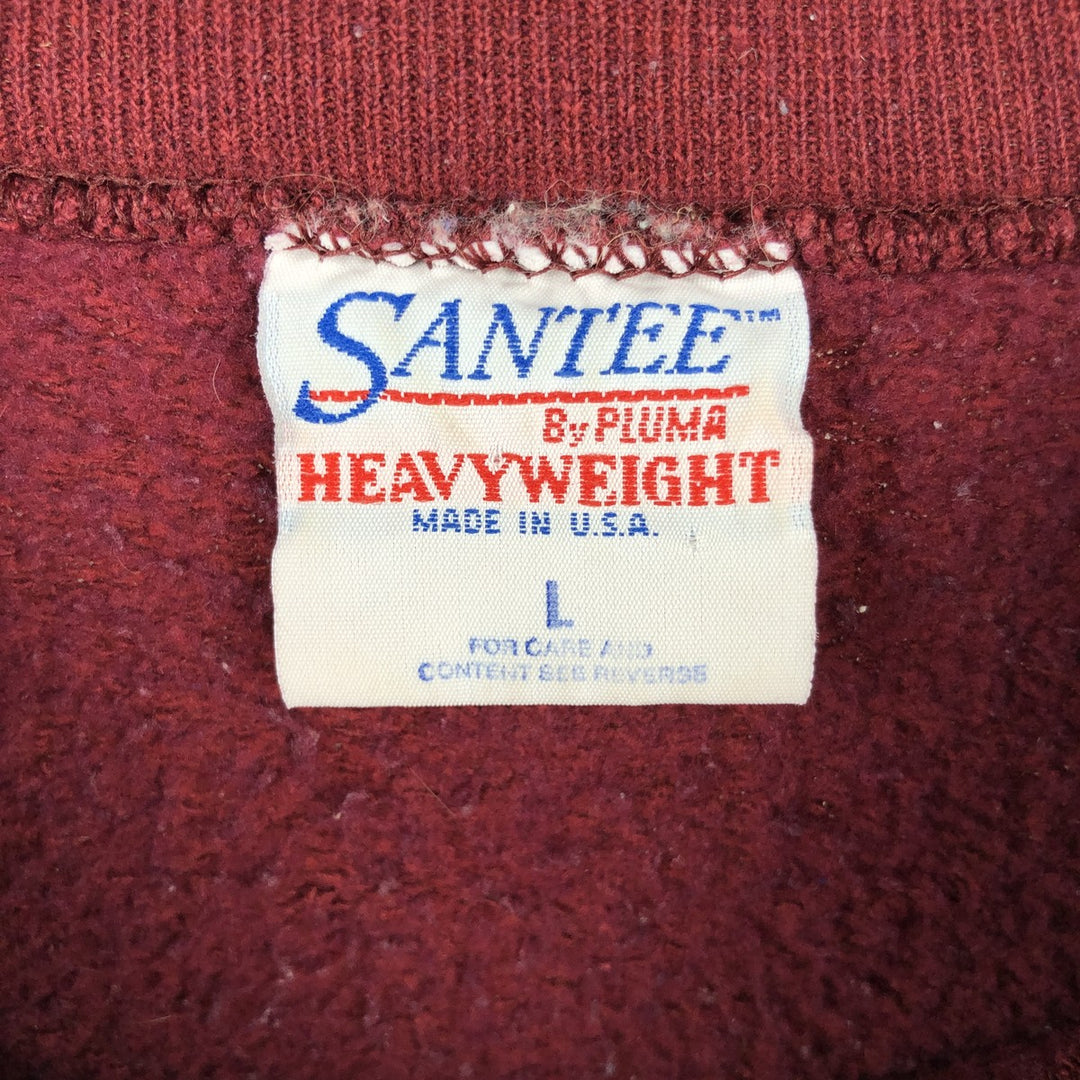 SANTEE™
By PLUMA
HEAVYWEIGHT
MADE IN U.S.A.
L
FOR CARE AND
CONTENT SEE REVERSE